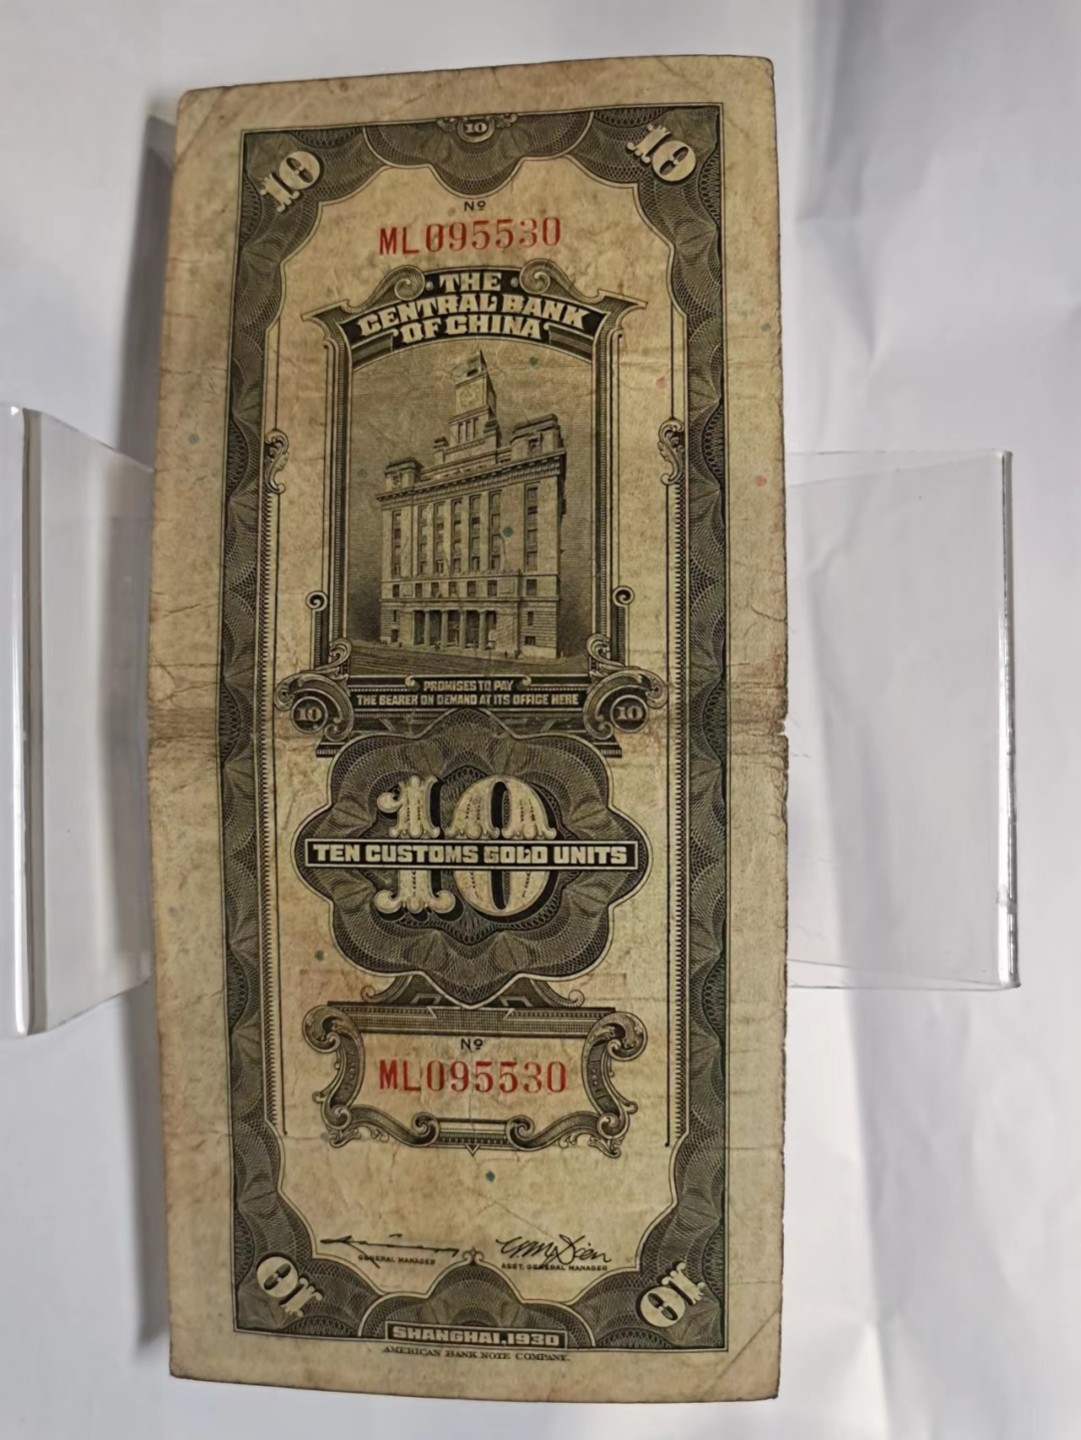 10
10
10
Nº
ML095530
THE
CENTRAL BANK
OF CHINA
PROMISES TO PAY
THE BEARER ON DEMAND AT ITS OFFICE HERE
10
10
10
TEN CUSTOMS GOLD UNITS
Nº
ML095530
GENERAL MANAGER
ASST. GENERAL MANAGER
10
10
SHANGHAI, 1930
AMERICAN BANK NOTE COMPANY.